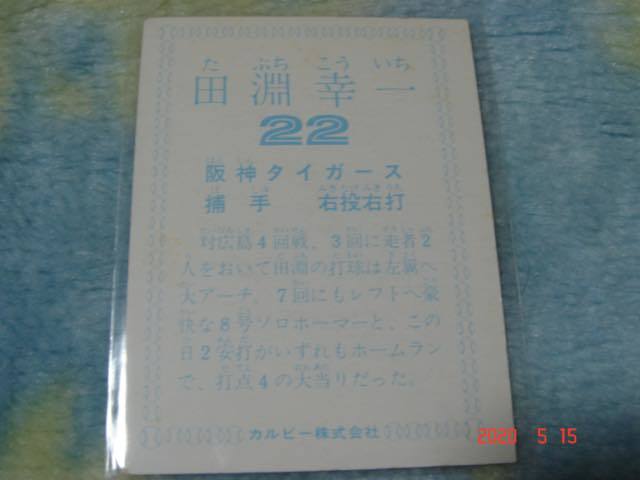 た ぶち こう いち
田淵幸一
22
阪神タイガース
捕手 右投右打
対広島4回戦、3回に走者2
人をおいて田淵の打球は左翼へ
大アーチ。7回にもレフトへ豪
快な8号ソロホーマーと、この
日2安打がいずれもホームラン
で、打点4の大当りだった。
カルビー株式会社
2020 5 15